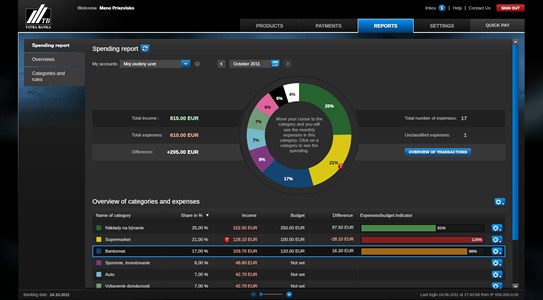 Welcome Meno Priezvisko
Inbox 1 | Help | Contact Us SIGN OUT
TATRA BANKA
PRODUCTS PAYMENTS REPORTS SETTINGS QUICK PAY
Spending report
Overviews
Categories and
rules
Spending report
My accounts Moj osobny ucet October 2011
Total income : 815.00 EUR
Total expenses: 610.00 EUR
Difference: +205.00 EUR
4%
25%
21%
17%
8%
7%
7%
6%
Move your cursor to the
category and you will
see the monthly
expenses in this
category. Click on a
category to see the
spending.
Total number of expenses: 17
Unclassified expenses: 1
OVERVIEW OF TRANSACTIONS
Overview of categories and expenses
Name of category Share in % Income Budget Difference Expenses/budget indicator
Náklady na bývanie 25,00 % 152.50 EUR 250.00 EUR 97.50 EUR 61%
Supermarket 21,00 % 128.10 EUR 100.00 EUR -28.10 EUR 128%
Bankomat 17,00 % 103.70 EUR 120.00 EUR 16.30 EUR 86%
Sporenie, Investovanie 8,00 % 48.80 EUR Not set
Auto 7,00 % 42.70 EUR Not set
Vybavenie domácnosti 7,00 % 42.70 EUR Not set
Banking date: 24.10.2011
Last login: 24.08.2011 at 17:43:59 from IP 000.000.0.00